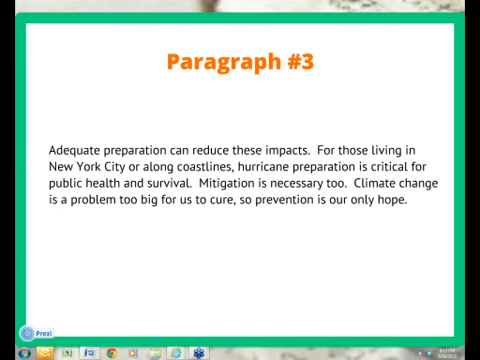 Paragraph #3
Adequate preparation can reduce these impacts.  For those living in
New York City or along coastlines, hurricane preparation is critical for
public health and survival.  Mitigation is necessary too.  Climate change
is a problem too big for us to cure, so prevention is our only hope.
Prezi